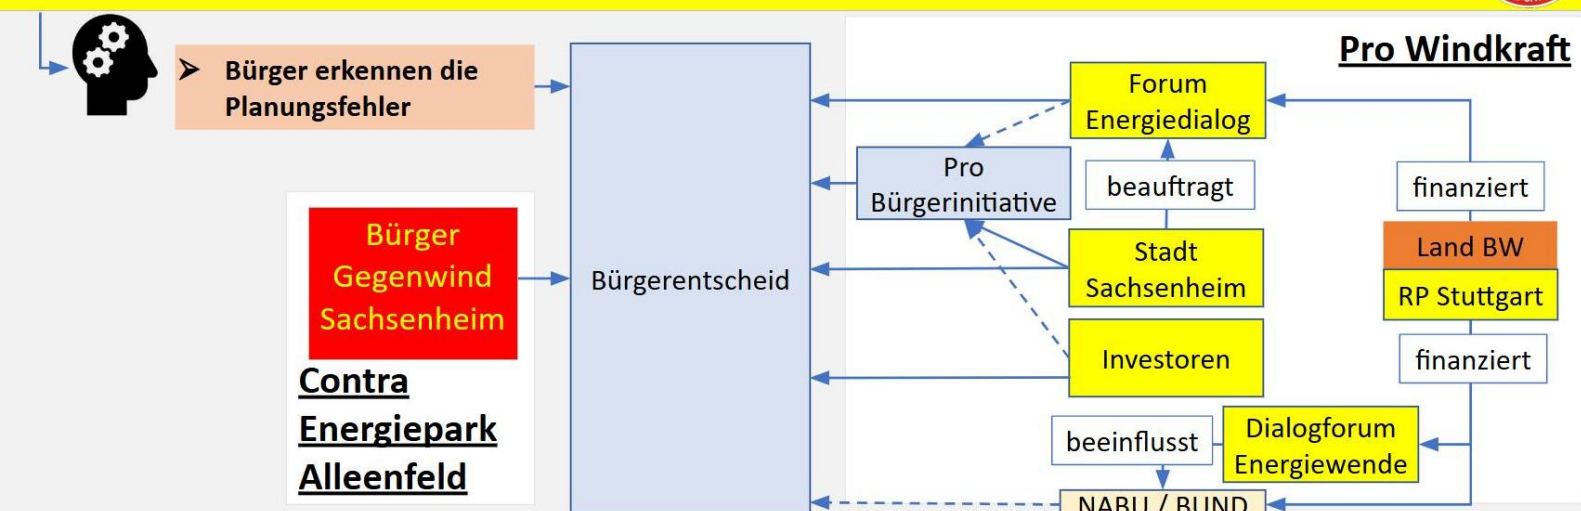 Pro Windkraft
➤ Bürger erkennen die
Planungsfehler
Forum
Energiedialog
Pro
Bürgerinitiative
beauftragt
finanziert
Bürger
Gegenwind
Sachsenheim
Bürgerentscheid
Stadt
Sachsenheim
Land BW
RP Stuttgart
Investoren
finanziert
Contra
Energiepark
Alleenfeld
beeinflusst
Dialogforum
Energiewende
NABU / BUND